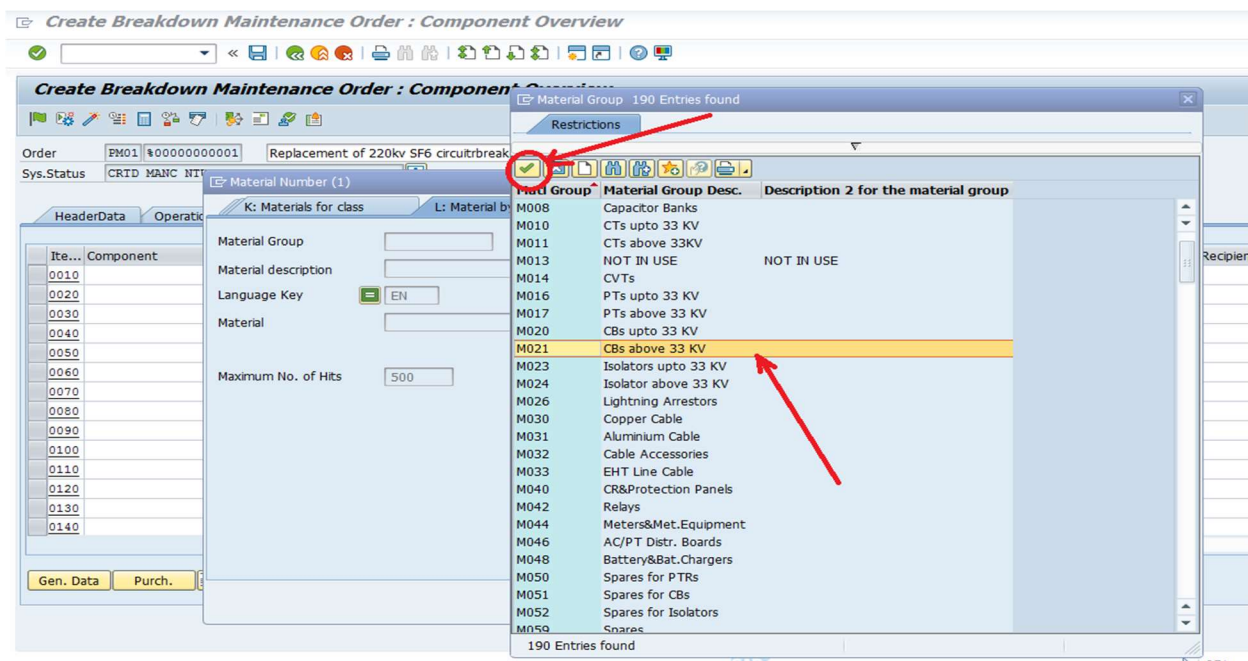 Create Breakdown Maintenance Order : Component Overview
Create Breakdown Maintenance Order : Component Overview
Order PM01 %00000000001 Replacement of 220kv SF6 circuitrbreak
Sys.Status CRTD MANC
HeaderData
Ite... Component
0010
0020
0030
0040
0050
0060
0070
0080
0090
0100
0110
0120
0130
0140
Gen. Data Purch.
Material Number (1)
K: Materials for class L: Material by
Material Group
Material description
Language Key = EN
Material
Maximum No. of Hits 500
Material Group 190 Entries found
Restrictions
Matl Group Material Group Desc. Description 2 for the material group
M008 Capacitor Banks
M010 CTs upto 33 KV
M011 CTs above 33KV
M013 NOT IN USE NOT IN USE
M014 CVTs
M016 PTs upto 33 KV
M017 PTs above 33 KV
M020 CBs upto 33 KV
M021 CBs above 33 KV
M023 Isolators upto 33 KV
M024 Isolator above 33 KV
M026 Lightning Arrestors
M030 Copper Cable
M031 Aluminium Cable
M032 Cable Accessories
M033 EHT Line Cable
M040 CR&Protection Panels
M042 Relays
M044 Meters&Met.Equipment
M046 AC/PT Distr. Boards
M048 Battery&Bat.Chargers
M050 Spares for PTRs
M051 Spares for CBs
M052 Spares for Isolators
M059 Spares
190 Entries found